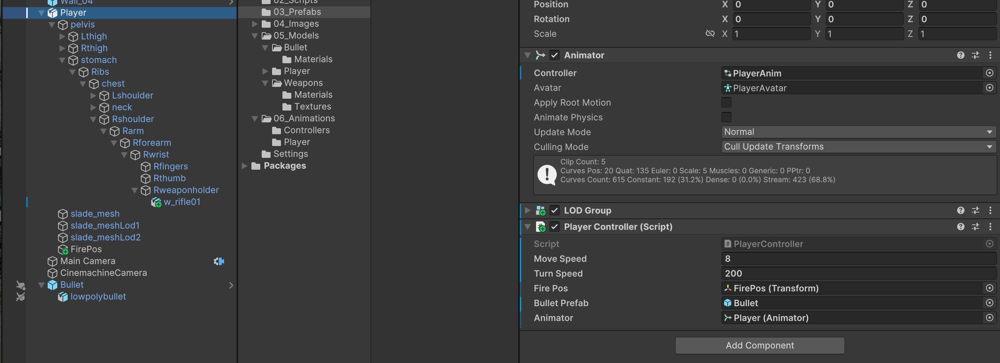 Wall_04
Player
pelvis
Lthigh
Rthigh
stomach
Ribs
chest
Lshoulder
neck
Rshoulder
Rarm
Rforearm
Rwrist
Rfingers
Rthumb
Rweaponholder
w_rifle01
slade_mesh
slade_meshLod1
slade_meshLod2
FirePos
Main Camera
CinemachineCamera
Bullet
lowpolybullet
02_Scripts
03_Prefabs
04_Images
05_Models
Bullet
Materials
Player
Weapons
Materials
Textures
06_Animations
Controllers
Player
Settings
Packages
Position X 0 Y 0 Z 0
Rotation X 0 Y 0 Z 0
Scale X 1 Y 1 Z 1
Animator
Controller PlayerAnim
Avatar PlayerAvatar
Apply Root Motion
Animate Physics
Update Mode Normal
Culling Mode Cull Update Transforms
Clip Count: 5
Curves Pos: 20 Quat: 135 Euler: 0 Scale: 5 Muscles: 0 Generic: 0 PPtr: 0
Curves Count: 615 Constant: 192 (31.2%) Dense: 0 (0.0%) Stream: 423 (68.8%)
LOD Group
Player Controller (Script)
Script PlayerController
Move Speed 8
Turn Speed 200
Fire Pos FirePos (Transform)
Bullet Prefab Bullet
Animator Player (Animator)
Add Component